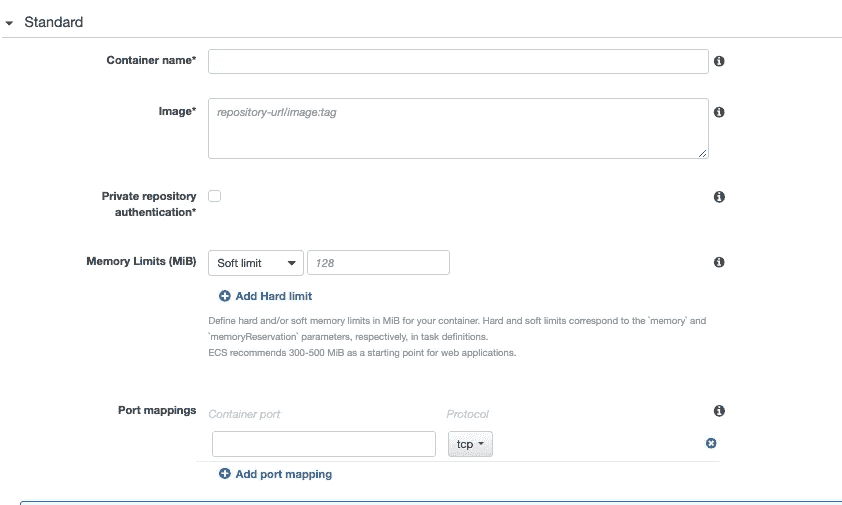 Standard
Container name*
Image*
repository-url/image:tag
Private repository
authentication*
Memory Limits (MiB)
Soft limit
128
Add Hard limit
Define hard and/or soft memory limits in MiB for your container. Hard and soft limits correspond to the `memory` and
`memoryReservation` parameters, respectively, in task definitions.
ECS recommends 300-500 MiB as a starting point for web applications.
Port mappings
Container port
Protocol
tcp
Add port mapping